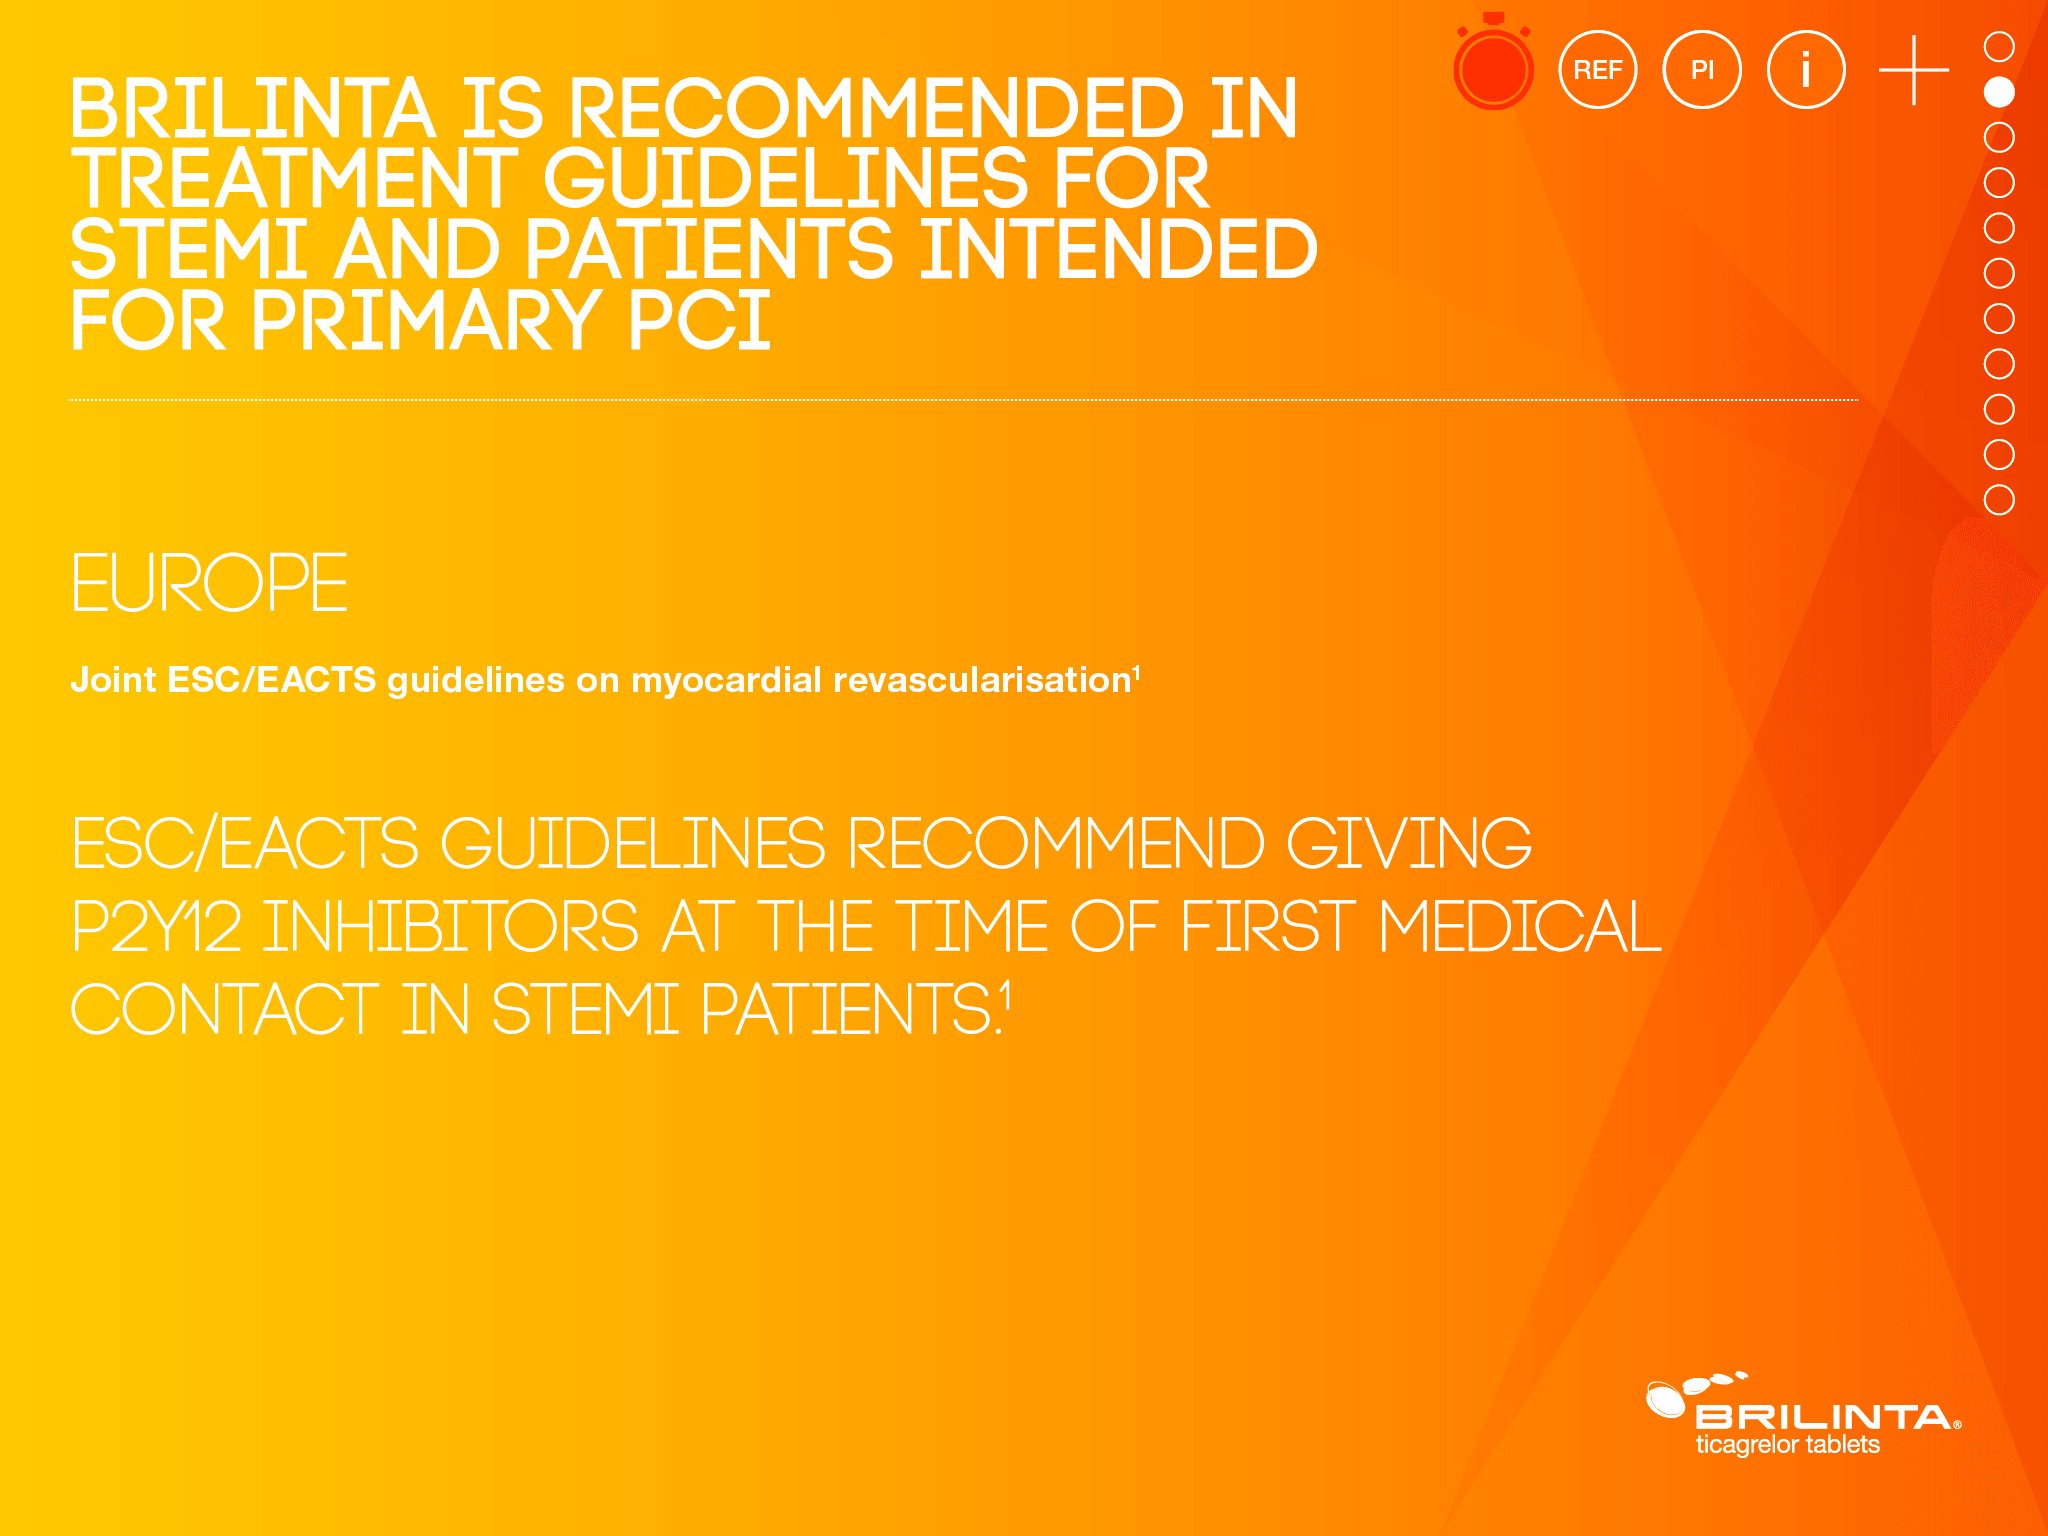 BRILINTA IS RECOMMENDED IN
TREATMENT GUIDELINES FOR
STEMI AND PATIENTS INTENDED
FOR PRIMARY PCI
REF PI i
EUROPE
Joint ESC/EACTS guidelines on myocardial revascularisation¹
ESC/EACTS GUIDELINES RECOMMEND GIVING
P2Y12 INHIBITORS AT THE TIME OF FIRST MEDICAL
CONTACT IN STEMI PATIENTS.¹
BRILINTA®
ticagrelor tablets